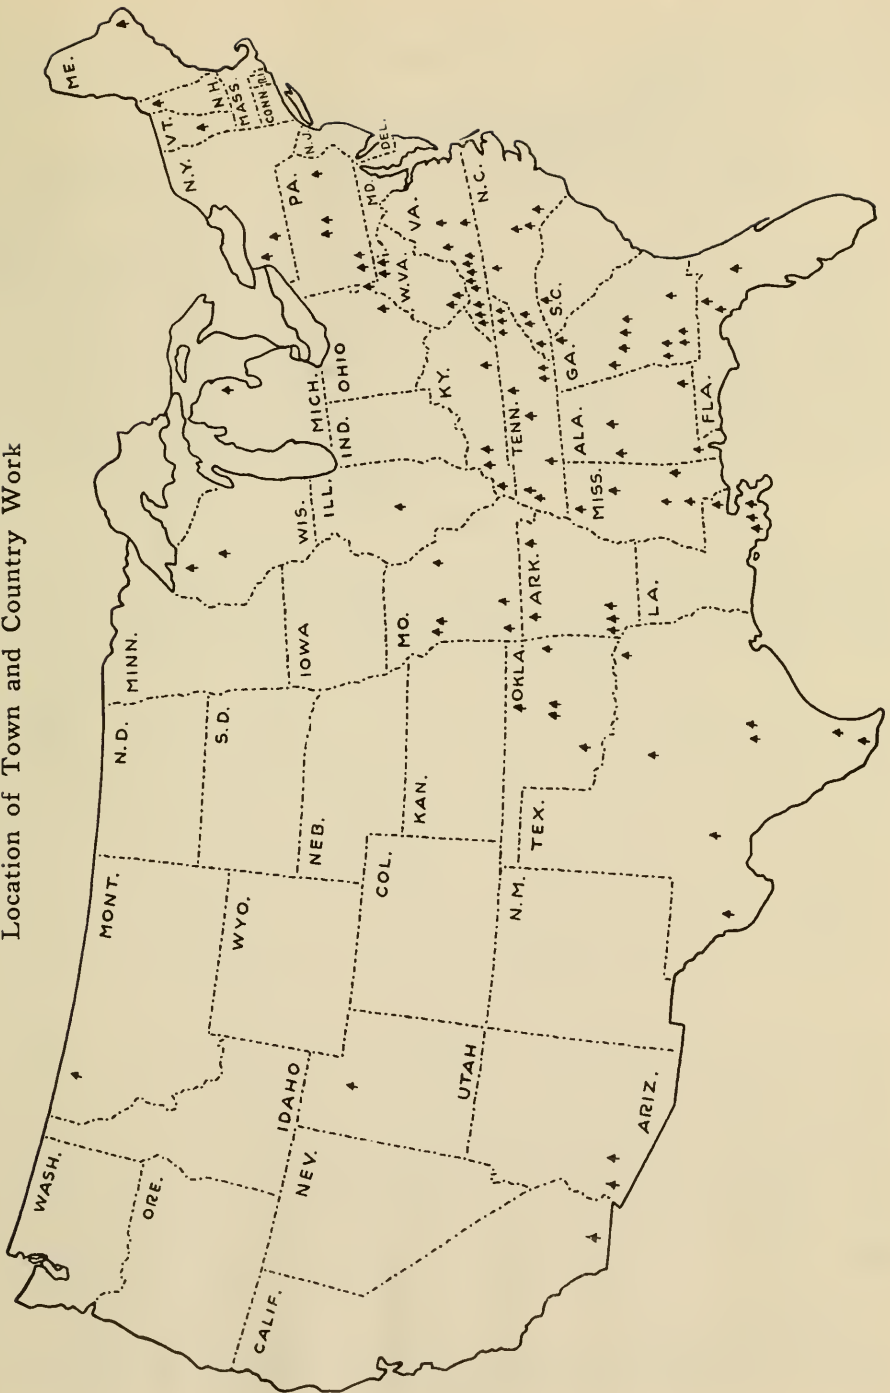 Location of Town and Country Work
WASH.
ORE.
CALIF.
NEV.
IDAHO
MONT.
WYO.
UTAH
ARIZ.
COL.
N.M.
N.D.
S.D.
NEB.
KAN.
OKLA.
TEX.
MINN.
IOWA
MO.
ARK.
LA.
WIS.
ILL.
MICH.
IND.
OHIO
KY.
TENN.
MISS.
ALA.
GA.
FLA.
S.C.
N.C.
VA.
W.VA.
MD.
DEL.
PA.
N.J.
N.Y.
CONN.
R.I.
MASS.
VT.
N.H.
ME.